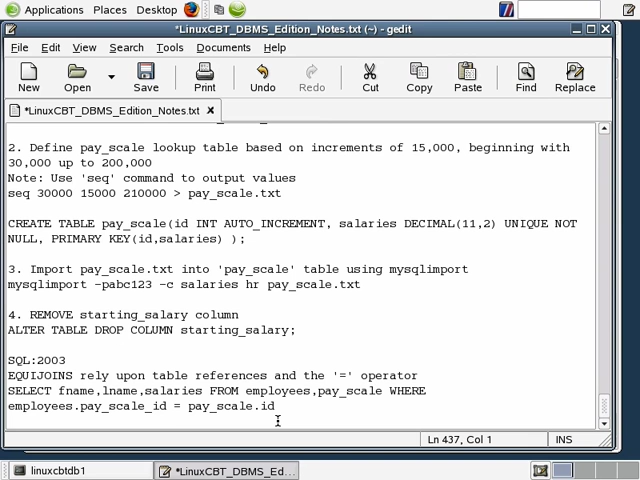 Applications Places Desktop
*LinuxCBT_DBMS_Edition_Notes.txt (~) - gedit
File Edit View Search Tools Documents Help
New Open Save Print Undo Redo Cut Copy Paste Find Replace
*LinuxCBT_DBMS_Edition_Notes.txt x
2. Define pay_scale lookup table based on increments of 15,000, beginning with
30,000 up to 200,000
Note: Use 'seq' command to output values
seq 30000 15000 210000 > pay_scale.txt
CREATE TABLE pay_scale(id INT AUTO_INCREMENT, salaries DECIMAL(11,2) UNIQUE NOT
NULL, PRIMARY KEY(id,salaries) );
3. Import pay_scale.txt into 'pay_scale' table using mysqlimport
mysqlimport -pabc123 -c salaries hr pay_scale.txt
4. REMOVE starting_salary column
ALTER TABLE DROP COLUMN starting_salary;
SQL:2003
EQUIJOINS rely upon table references and the '=' operator
SELECT fname,lname,salaries FROM employees,pay_scale WHERE
employees.pay_scale_id = pay_scale.id
Ln 437, Col 1 INS
linuxcbtdb1 *LinuxCBT_DBMS_Ed...